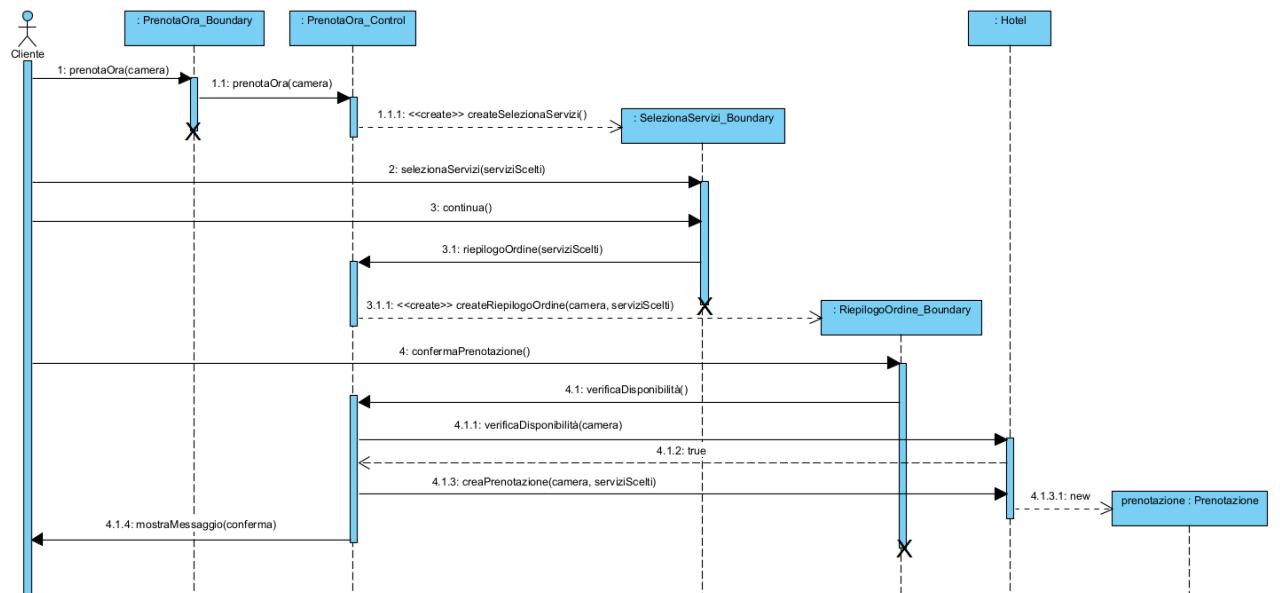 : PrenotaOra_Boundary
: PrenotaOra_Control
: Hotel
Cliente
1: prenotaOra(camera)
1.1: prenotaOra(camera)
1.1.1: <<create>> createSelezionaServizi()
: SelezionaServizi_Boundary
2: selezionaServizi(serviziScelti)
3: continua()
3.1: riepilogoOrdine(serviziScelti)
3.1.1: <<create>> createRiepilogoOrdine(camera, serviziScelti)
: RiepilogoOrdine_Boundary
4: confermaPrenotazione()
4.1: verificaDisponibilità()
4.1.1: verificaDisponibilità(camera)
4.1.2: true
4.1.3: creaPrenotazione(camera, serviziScelti)
4.1.3.1: new
prenotazione : Prenotazione
4.1.4: mostraMessaggio(conferma)